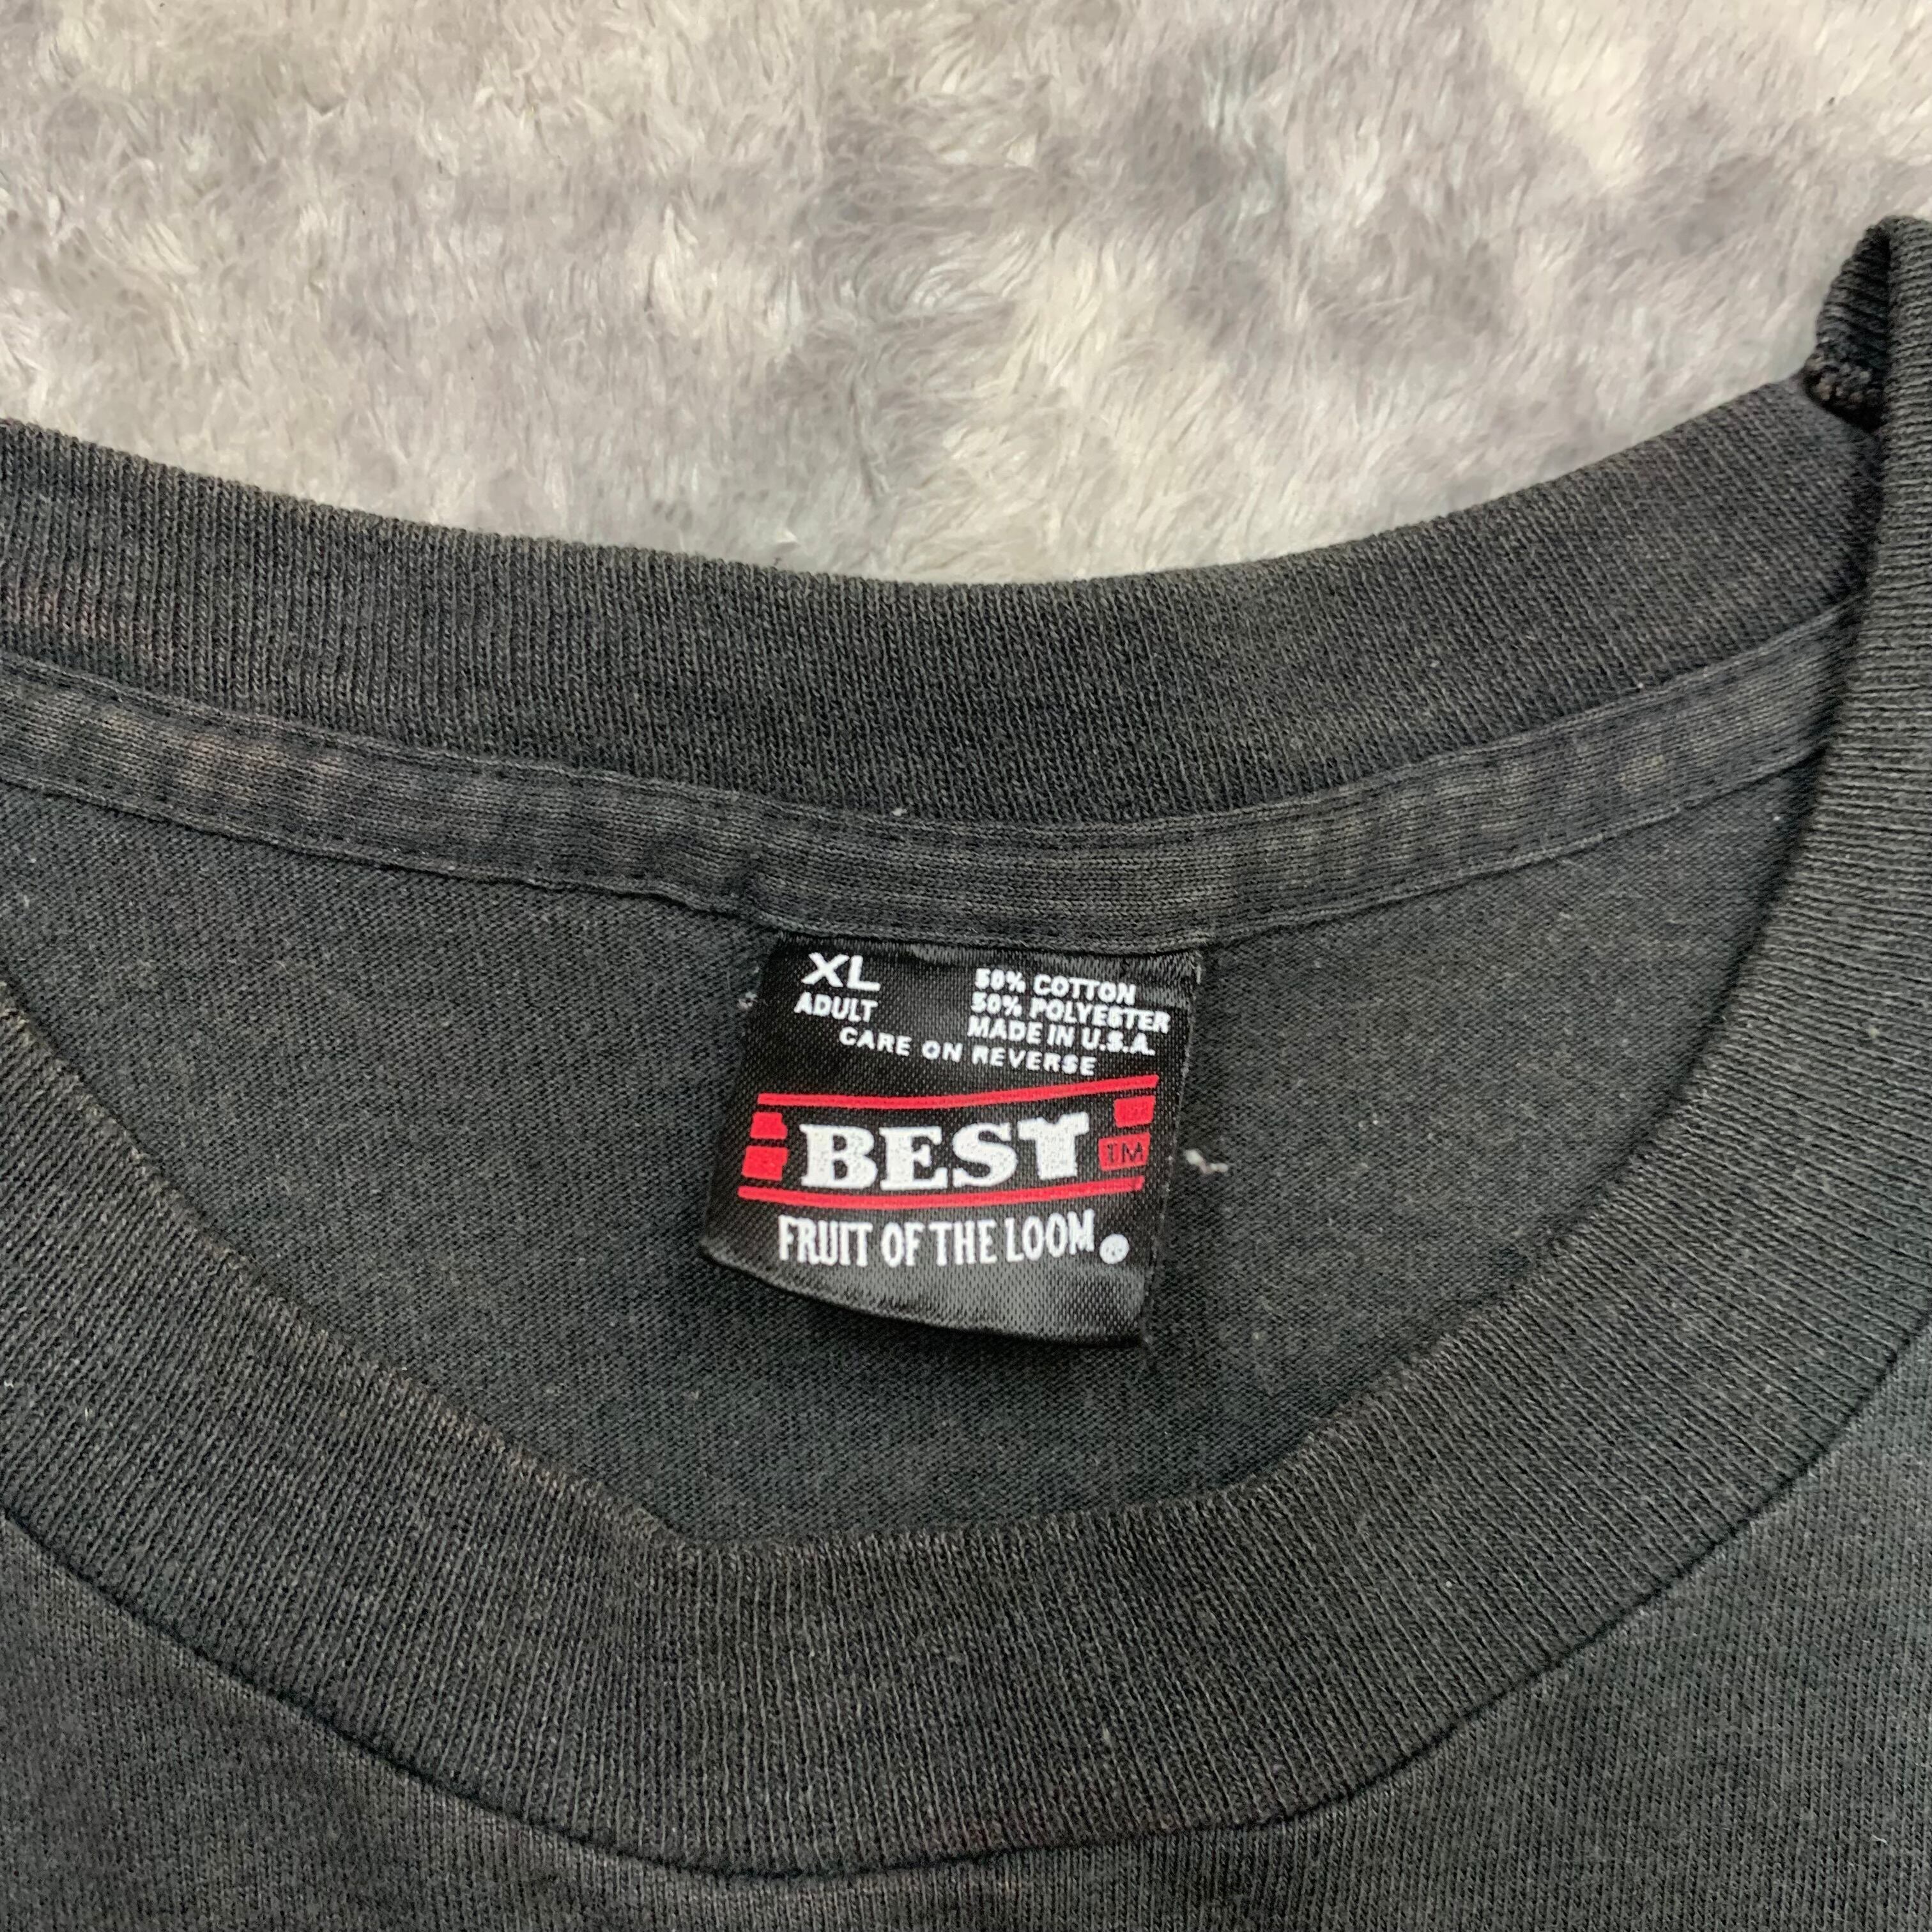 XL
ADULT
50% COTTON
50% POLYESTER
MADE IN U.S.A.
CARE ON REVERSE
BEST TM
FRUIT OF THE LOOM®